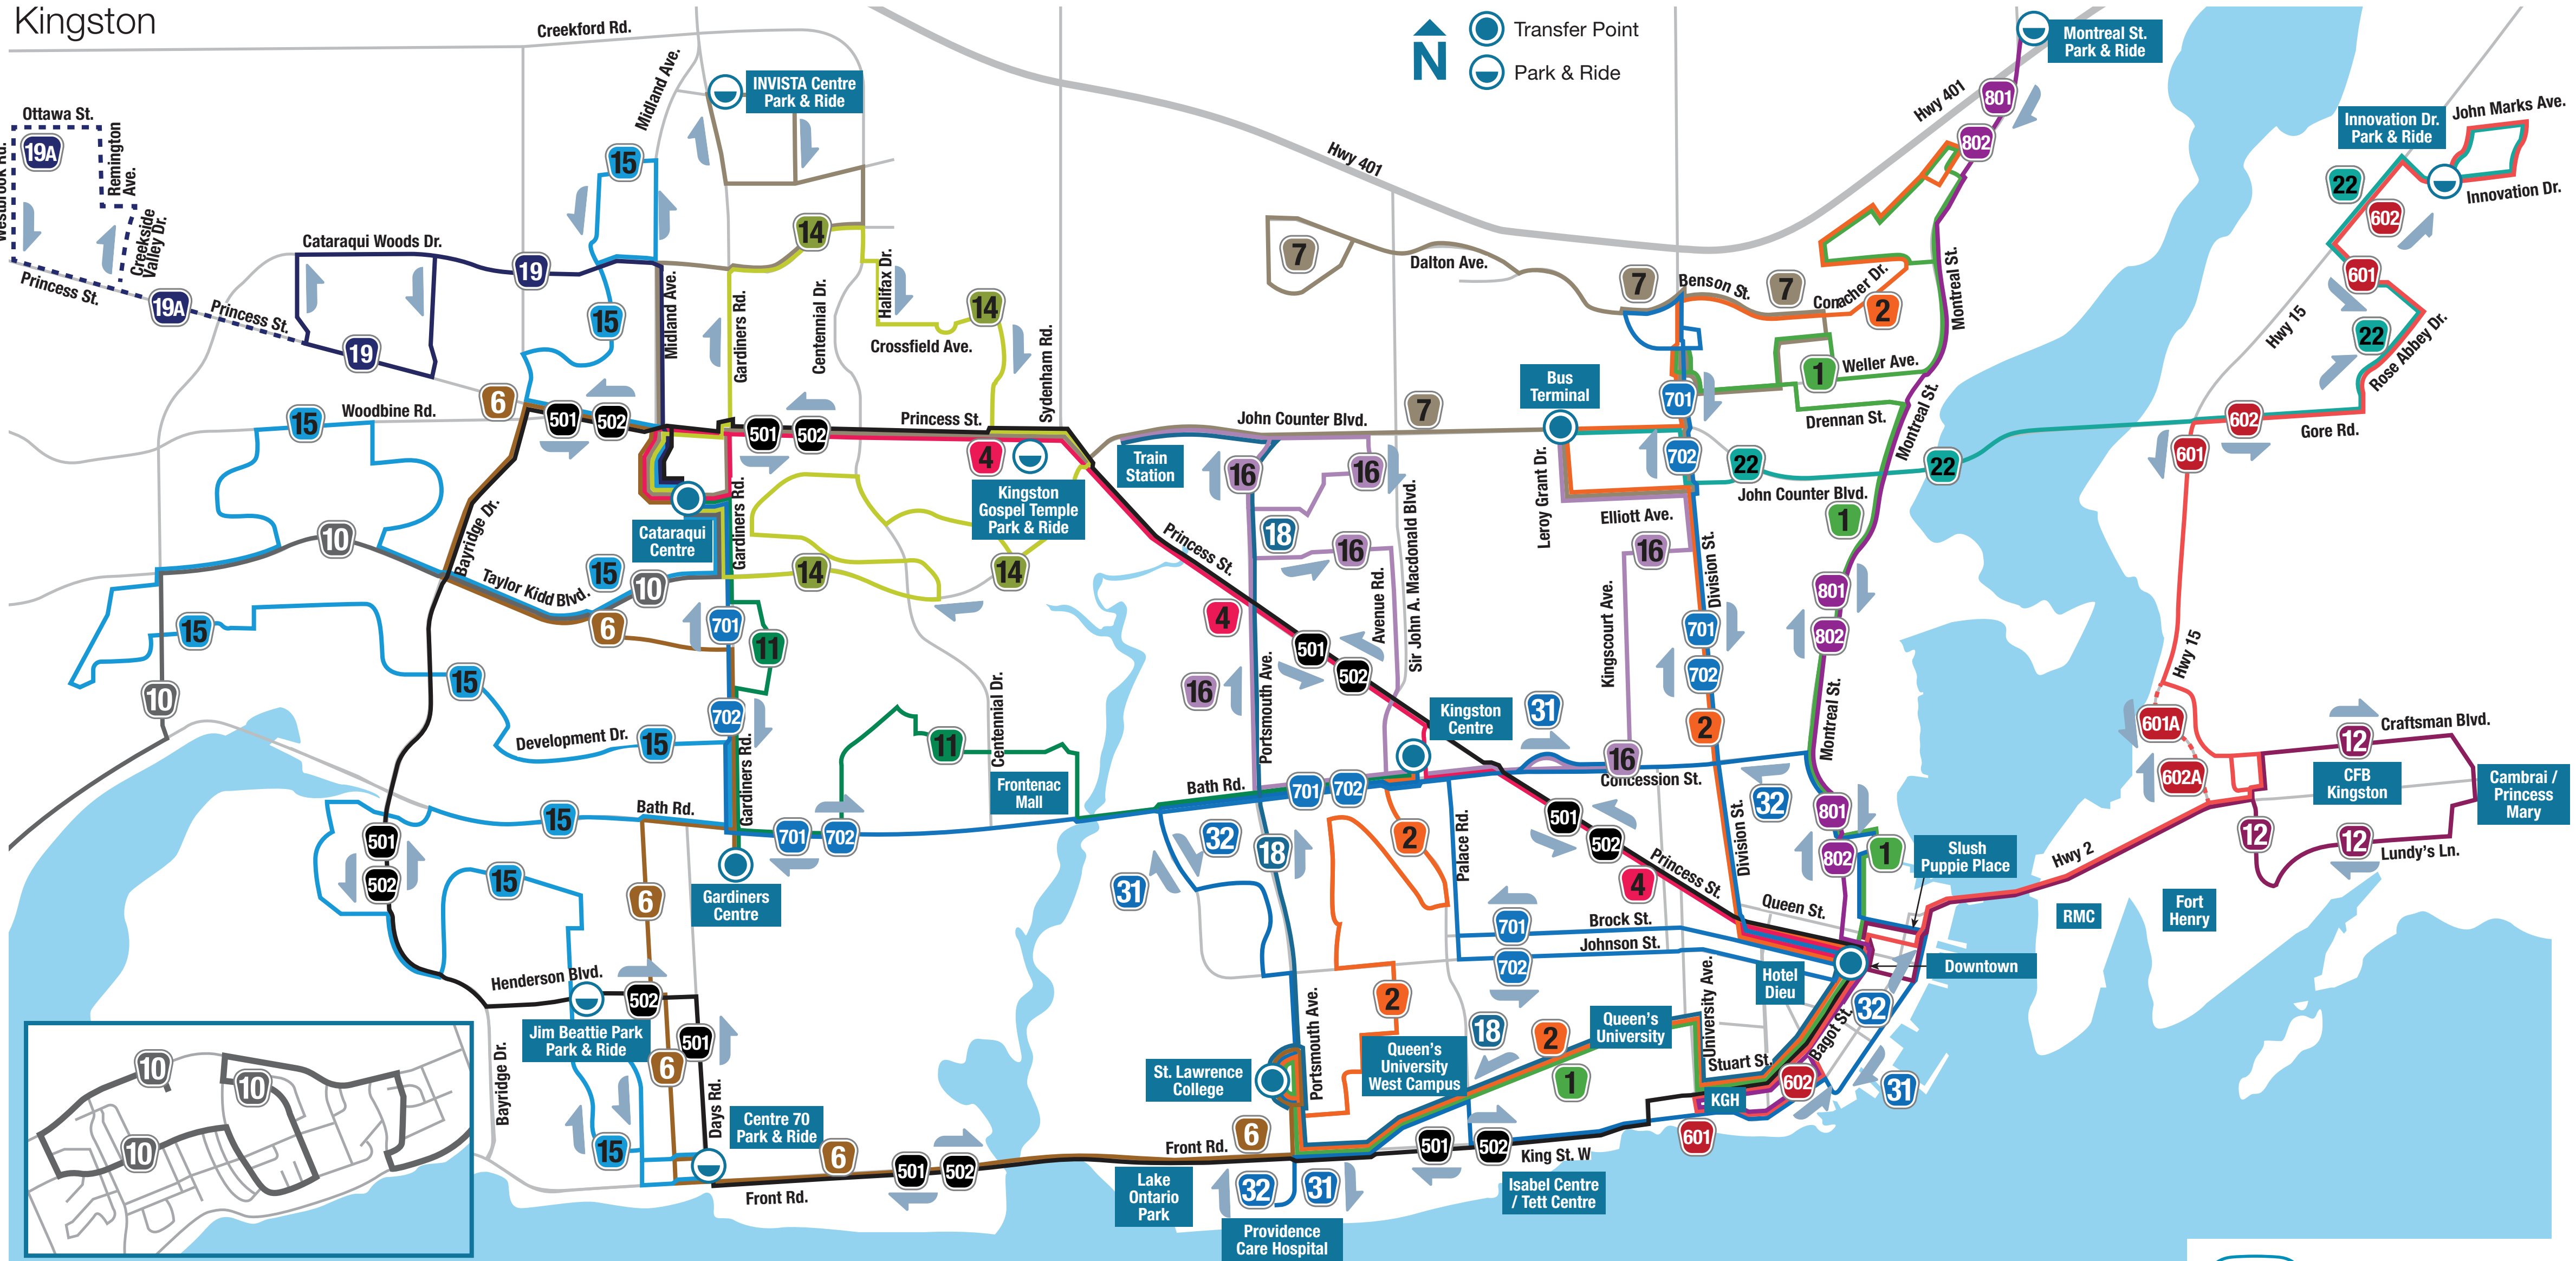 Kingston
Creekford Rd.
Transfer Point
N
Park & Ride
Montreal St.
Park & Ride
Midland Ave.
INVISTA Centre
Park & Ride
Hwy 401
801
Ottawa St.
19A
Remington
Ave.
Westbrook Rd.
Creekside
Valley Dr.
15
Hwy 401
802
Innovation Dr.
Park & Ride
John Marks Ave.
Innovation Dr.
22
602
Cataraqui Woods Dr.
19
14
7
Dalton Ave.
7
Benson St.
7
Conacher Dr.
2
Montreal St.
601
Princess St.
19A
Princess St.
19
15
Midland Ave.
Gardiners Rd.
Centennial Dr.
Halifax Dr.
14
Crossfield Ave.
Sydenham Rd.
Hwy 15
22
Rose Abbey Dr.
1
Weller Ave.
Bus
Terminal
701
Drennan St.
Montreal St.
6
15
Woodbine Rd.
501
502
501
502
Princess St.
4
John Counter Blvd.
7
602
Gore Rd.
601
Train
Station
16
16
702
22
22
John Counter Blvd.
Kingston
Gospel Temple
Park & Ride
Leroy Grant Dr.
Elliott Ave.
1
Cataraqui
Centre
Gardiners Rd.
10
Bayridge Dr.
Taylor Kidd Blvd.
15
10
14
14
Princess St.
18
16
Avenue Rd.
Sir John A. Macdonald Blvd.
16
Kingscourt Ave.
Division St.
801
802
15
6
701
11
4
501
502
701
702
Hwy 15
10
15
702
16
Portsmouth Ave.
Kingston
Centre
31
2
Montreal St.
601A
Craftsman Blvd.
12
Development Dr.
15
Gardiners Rd.
11
Centennial Dr.
Frontenac
Mall
Bath Rd.
701
702
16
Concession St.
32
602A
CFB
Kingston
Cambrai /
Princess
Mary
15
Bath Rd.
701
702
501
502
32
18
31
2
Palace Rd.
501
502
Princess St.
4
Division St.
801
802
1
Slush
Puppie Place
Hwy 2
12
12
Lundy's Ln.
15
6
Gardiners
Centre
Queen St.
701
Brock St.
Johnson St.
702
RMC
Fort
Henry
Downtown
Hotel
Dieu
Henderson Blvd.
502
Jim Beattie Park
Park & Ride
501
6
Days Rd.
Bayridge Dr.
Portsmouth Ave.
2
18
2
Queen's
University
University Ave.
32
Bagot St.
Stuart St.
St. Lawrence
College
Queen's
University
West Campus
1
602
31
KGH
601
10
10
10
15
Centre 70
Park & Ride
6
501
502
Front Rd.
Front Rd.
6
501
502
King St. W
Lake
Ontario
Park
32
31
Isabel Centre
/ Tett Centre
Providence
Care Hospital